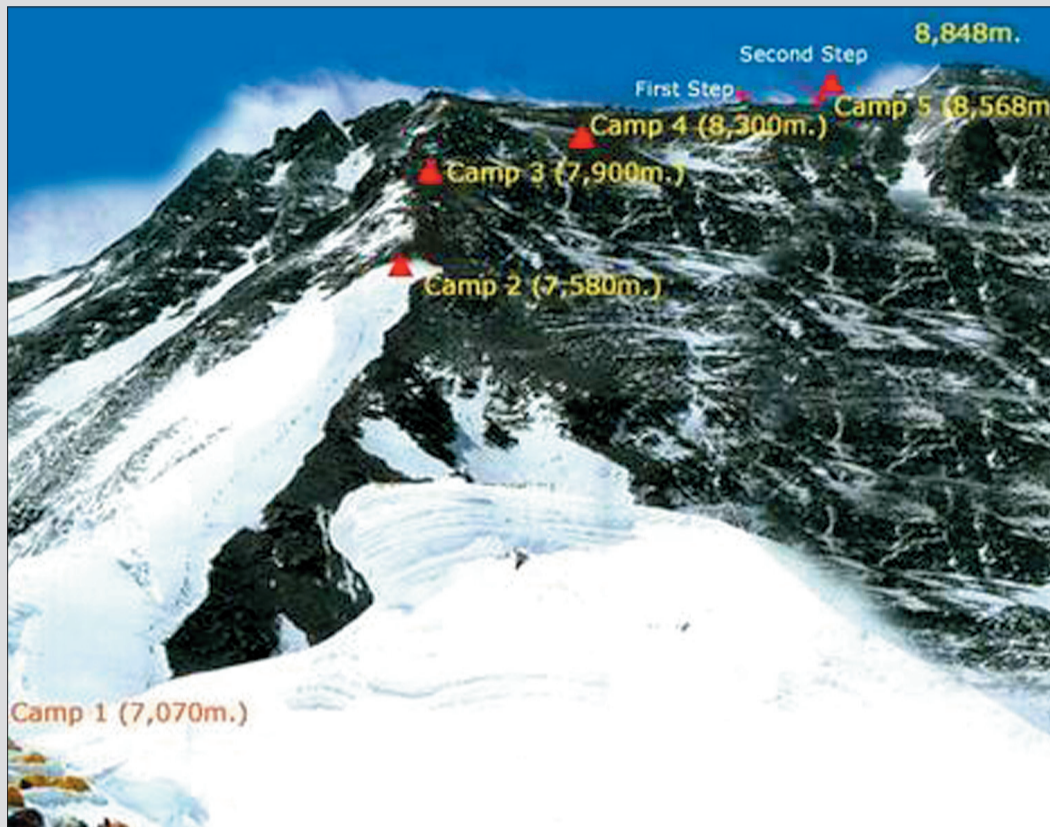 8,848m.
Second Step
First Step
Camp 5 (8,568m
Camp 4 (8,300m.)
Camp 3 (7,900m.)
Camp 2 (7,580m.)
Camp 1 (7,070m.)